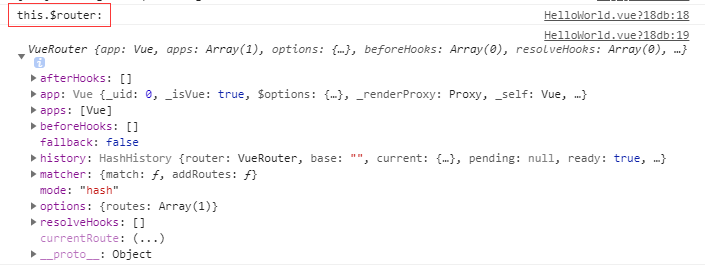 this.$router: HelloWorld.vue?18db:18
HelloWorld.vue?18db:19
▼ VueRouter {app: Vue, apps: Array(1), options: {…}, beforeHooks: Array(0), resolveHooks: Array(0), …}
i
▶ afterHooks: []
▶ app: Vue {_uid: 0, _isVue: true, $options: {…}, _renderProxy: Proxy, _self: Vue, …}
▶ apps: [Vue]
▶ beforeHooks: []
fallback: false
▶ history: HashHistory {router: VueRouter, base: "", current: {…}, pending: null, ready: true, …}
▶ matcher: {match: ƒ, addRoutes: ƒ}
mode: "hash"
▶ options: {routes: Array(1)}
▶ resolveHooks: []
currentRoute: (...)
▶ __proto__: Object